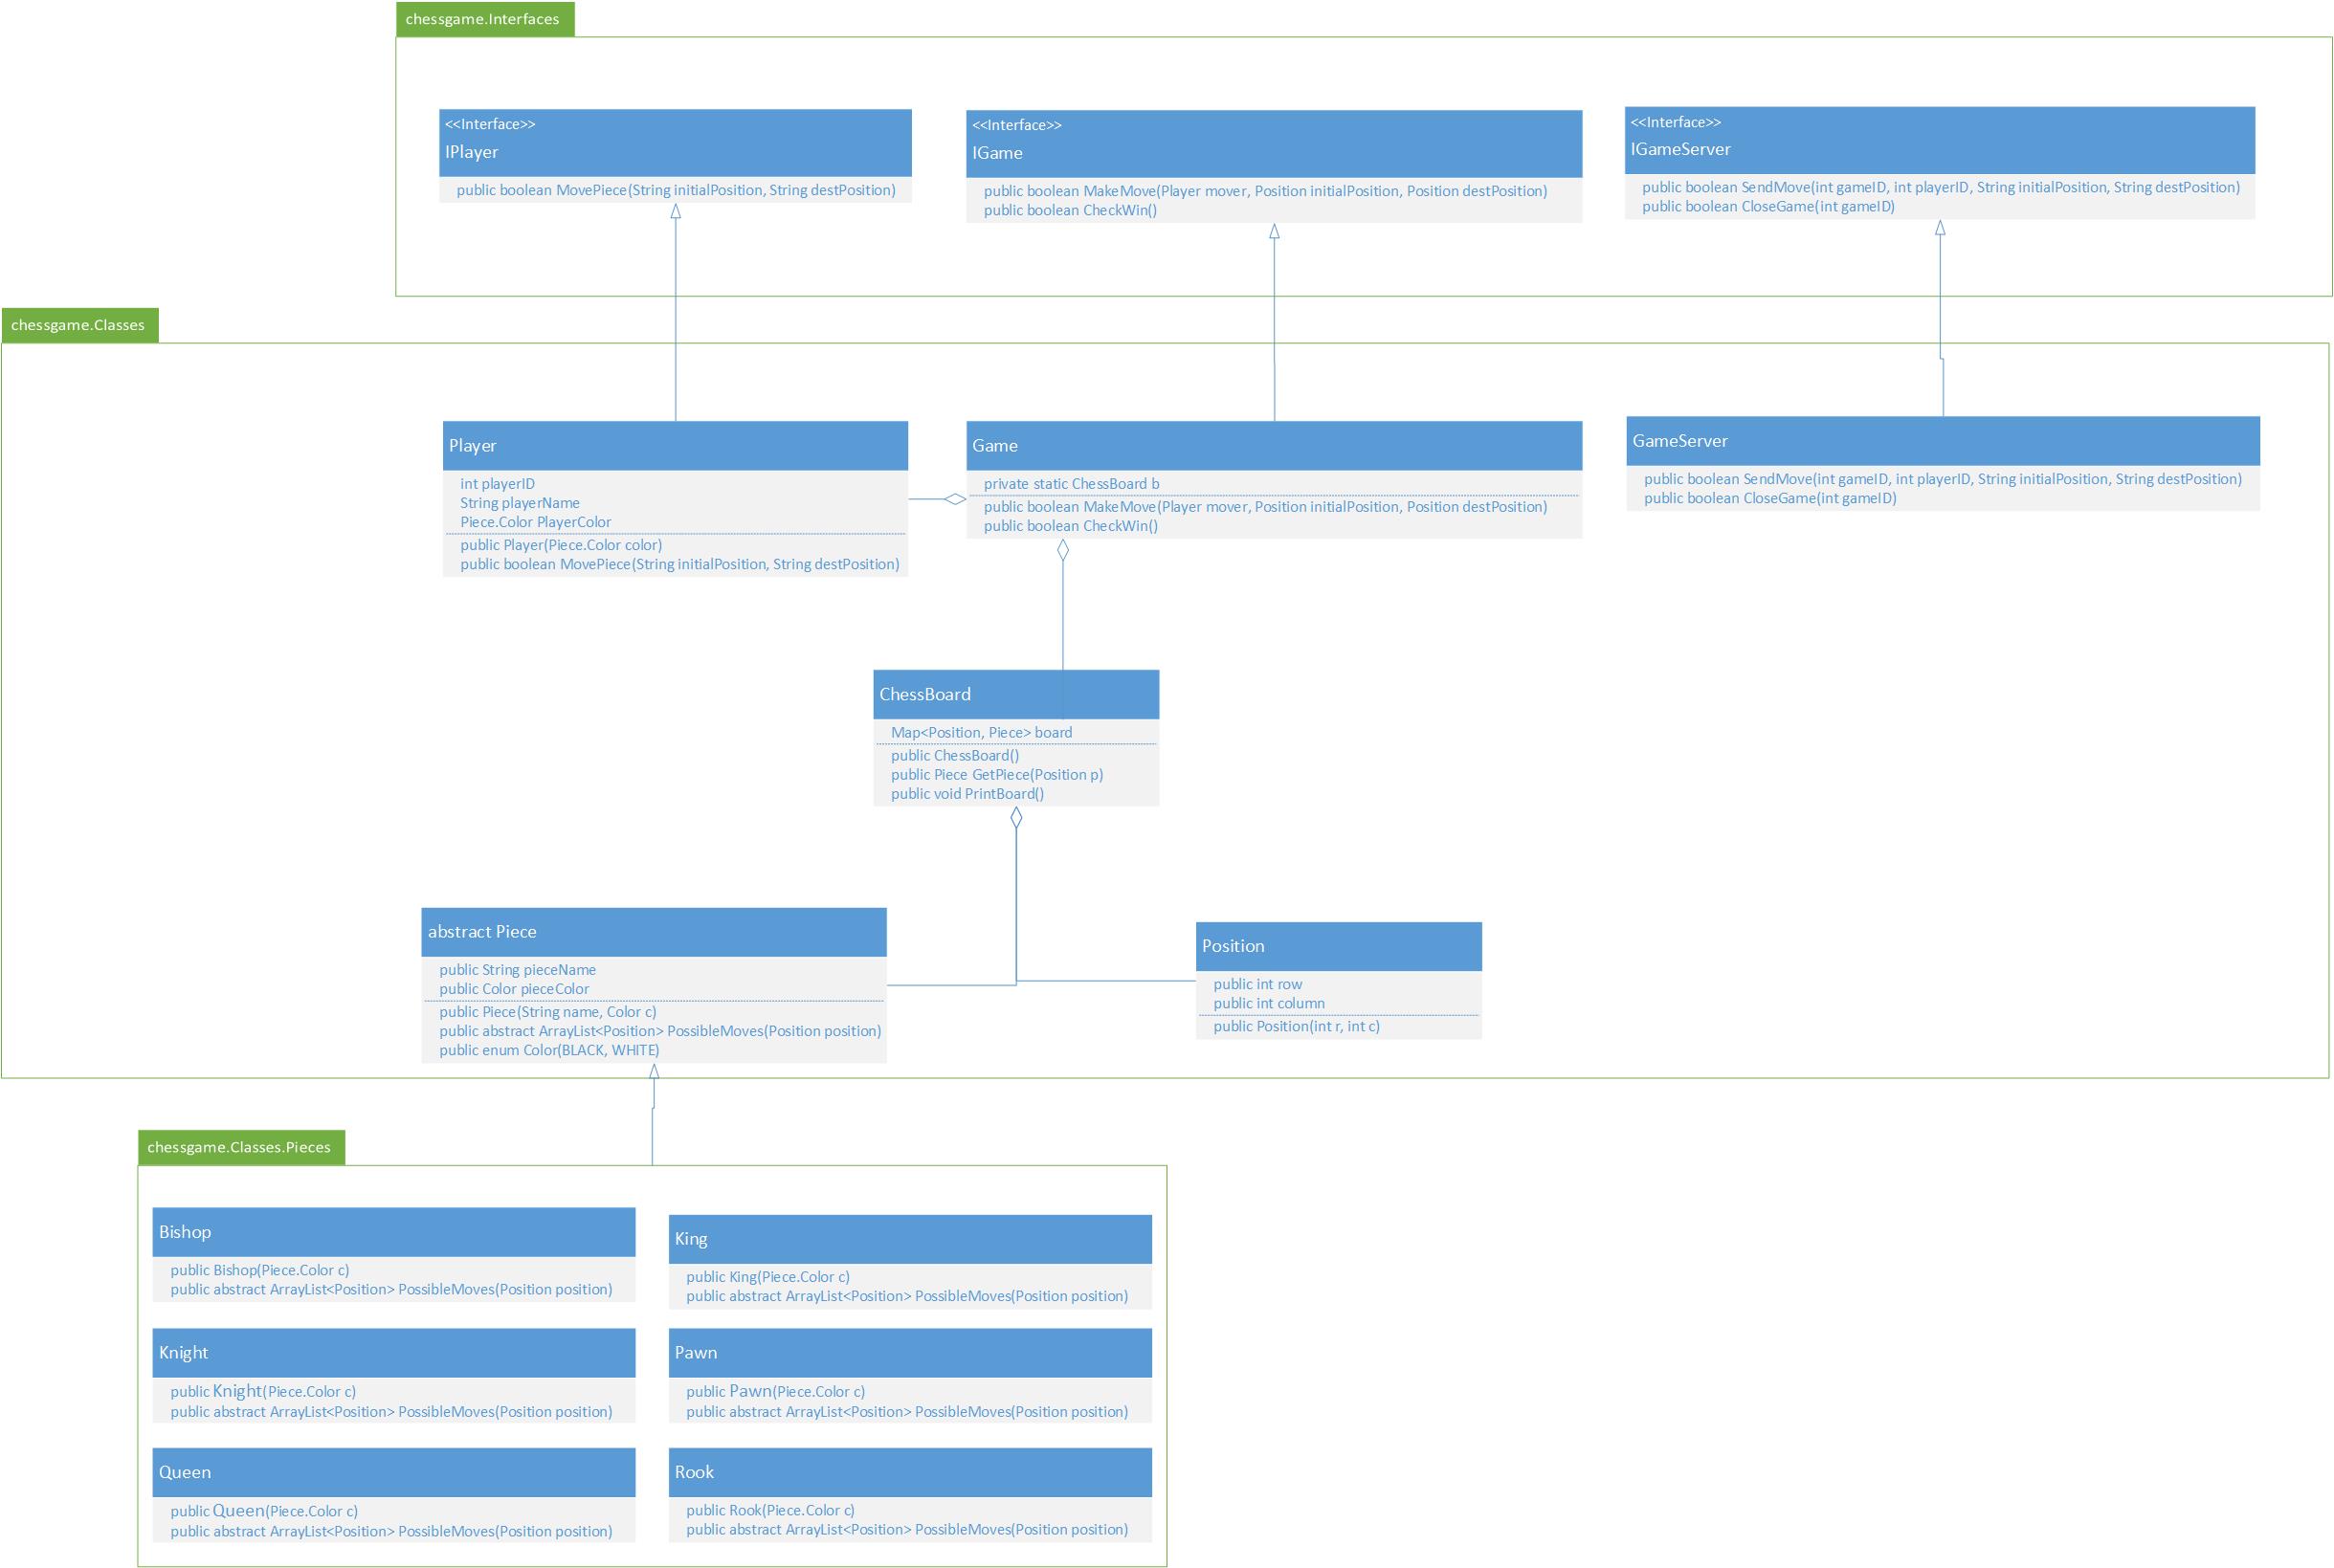 chessgame.Interfaces
<<Interface>>
IPlayer
public boolean MovePiece(String initialPosition, String destPosition)
<<Interface>>
IGame
public boolean MakeMove(Player mover, Position initialPosition, Position destPosition)
public boolean CheckWin()
<<Interface>>
IGameServer
public boolean SendMove(int gameID, int playerID, String initialPosition, String destPosition)
public boolean CloseGame(int gameID)
chessgame.Classes
Player
int playerID
String playerName
Piece.Color PlayerColor
public Player(Piece.Color color)
public boolean MovePiece(String initialPosition, String destPosition)
Game
private static ChessBoard b
public boolean MakeMove(Player mover, Position initialPosition, Position destPosition)
public boolean CheckWin()
GameServer
public boolean SendMove(int gameID, int playerID, String initialPosition, String destPosition)
public boolean CloseGame(int gameID)
ChessBoard
Map<Position, Piece> board
public ChessBoard()
public Piece GetPiece(Position p)
public void PrintBoard()
abstract Piece
public String pieceName
public Color pieceColor
public Piece(String name, Color c)
public abstract ArrayList<Position> PossibleMoves(Position position)
public enum Color(BLACK, WHITE)
Position
public int row
public int column
public Position(int r, int c)
chessgame.Classes.Pieces
Bishop
public Bishop(Piece.Color c)
public abstract ArrayList<Position> PossibleMoves(Position position)
King
public King(Piece.Color c)
public abstract ArrayList<Position> PossibleMoves(Position position)
Knight
public Knight(Piece.Color c)
public abstract ArrayList<Position> PossibleMoves(Position position)
Pawn
public Pawn(Piece.Color c)
public abstract ArrayList<Position> PossibleMoves(Position position)
Queen
public Queen(Piece.Color c)
public abstract ArrayList<Position> PossibleMoves(Position position)
Rook
public Rook(Piece.Color c)
public abstract ArrayList<Position> PossibleMoves(Position position)